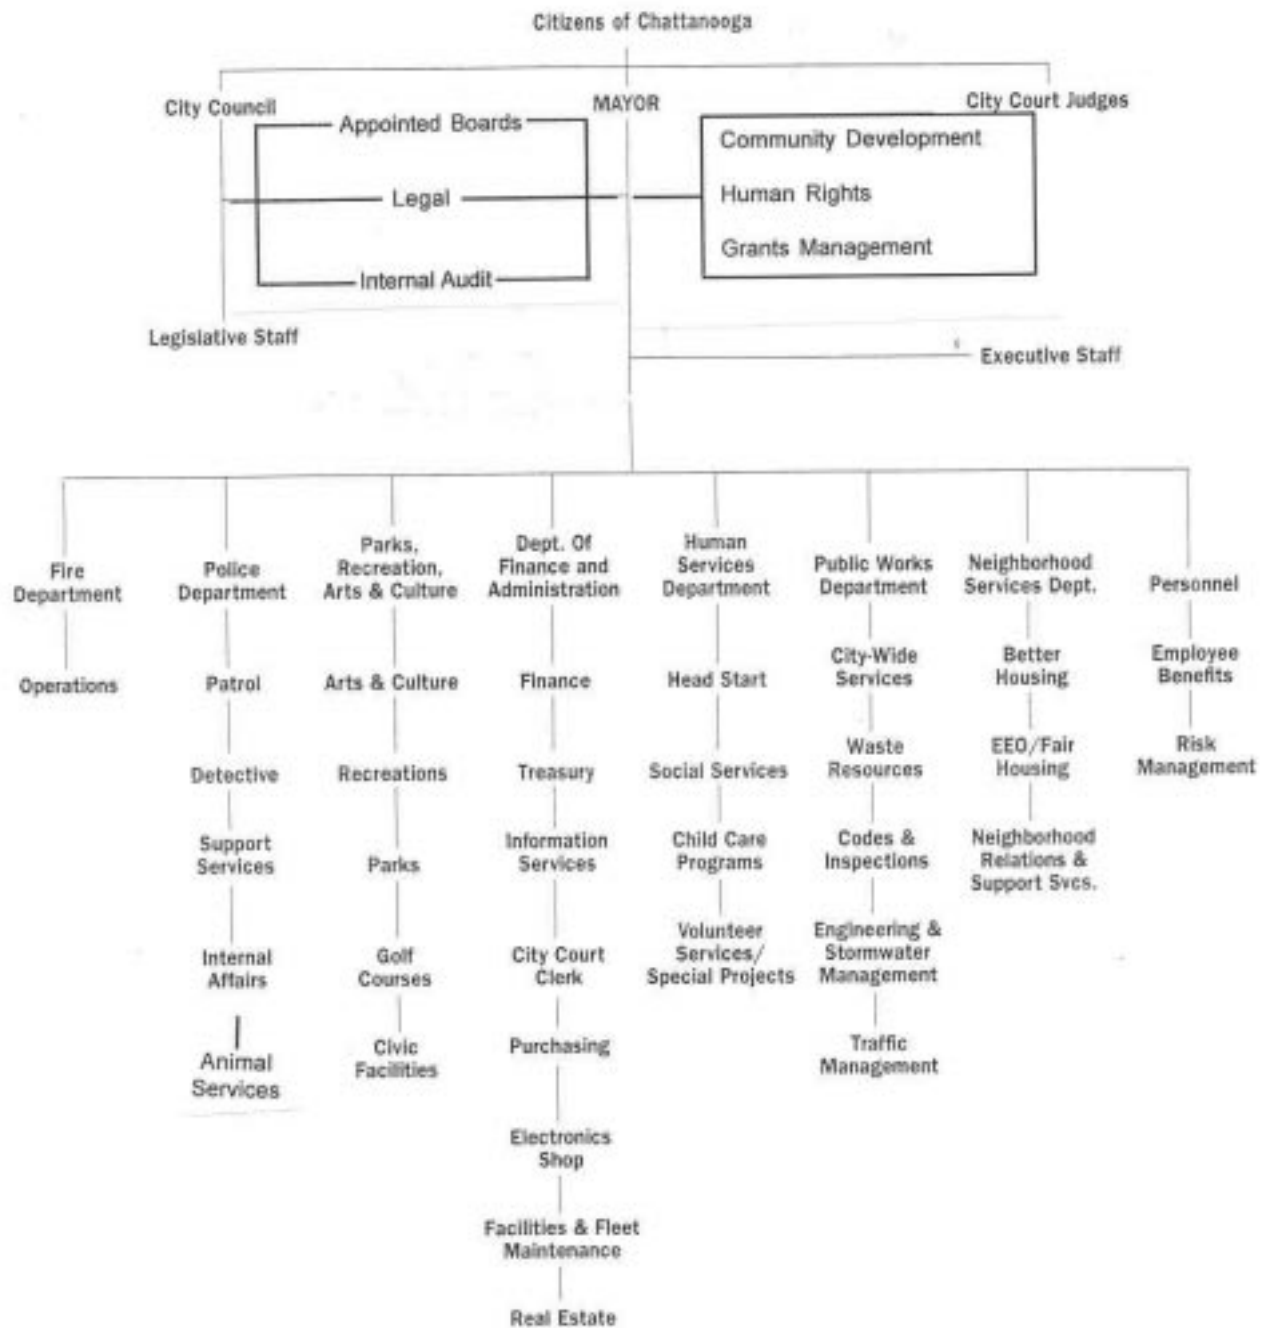 Citizens of Chattanooga
City Council
MAYOR
City Court Judges
Appointed Boards
Legal
Internal Audit
Community Development
Human Rights
Grants Management
Legislative Staff
Executive Staff
Fire
Department
Operations
Police
Department
Patrol
Detective
Support
Services
Internal
Affairs
Animal
Services
Parks,
Recreation,
Arts & Culture
Arts & Culture
Recreations
Parks
Golf
Courses
Civic
Facilities
Dept. Of
Finance and
Administration
Finance
Treasury
Information
Services
City Court
Clerk
Purchasing
Electronics
Shop
Facilities & Fleet
Maintenance
Real Estate
Human
Services
Department
Head Start
Social Services
Child Care
Programs
Volunteer
Services/
Special Projects
Public Works
Department
City-Wide
Services
Waste
Resources
Codes &
Inspections
Engineering &
Stormwater
Management
Traffic
Management
Neighborhood
Services Dept.
Better
Housing
EEO/Fair
Housing
Neighborhood
Relations &
Support Svcs.
Personnel
Employee
Benefits
Risk
Management